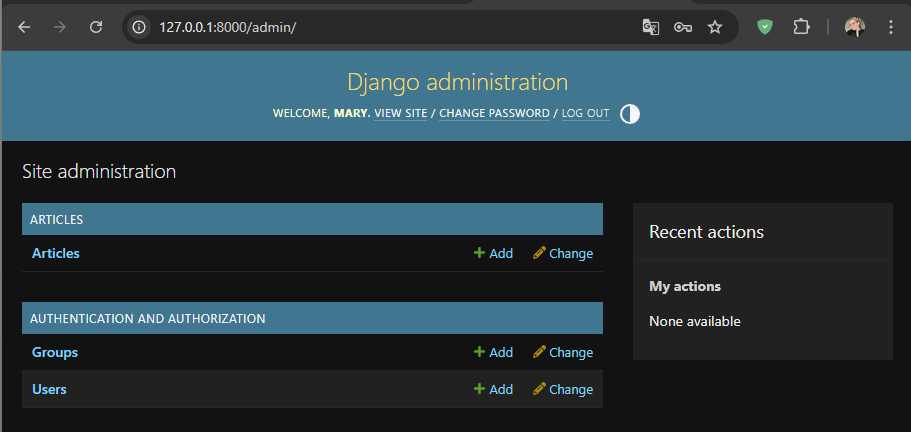 127.0.0.1:8000/admin/
Django administration
WELCOME, MARY. VIEW SITE / CHANGE PASSWORD / LOG OUT
Site administration
ARTICLES
Articles Add Change
AUTHENTICATION AND AUTHORIZATION
Groups Add Change
Users Add Change
Recent actions
My actions
None available